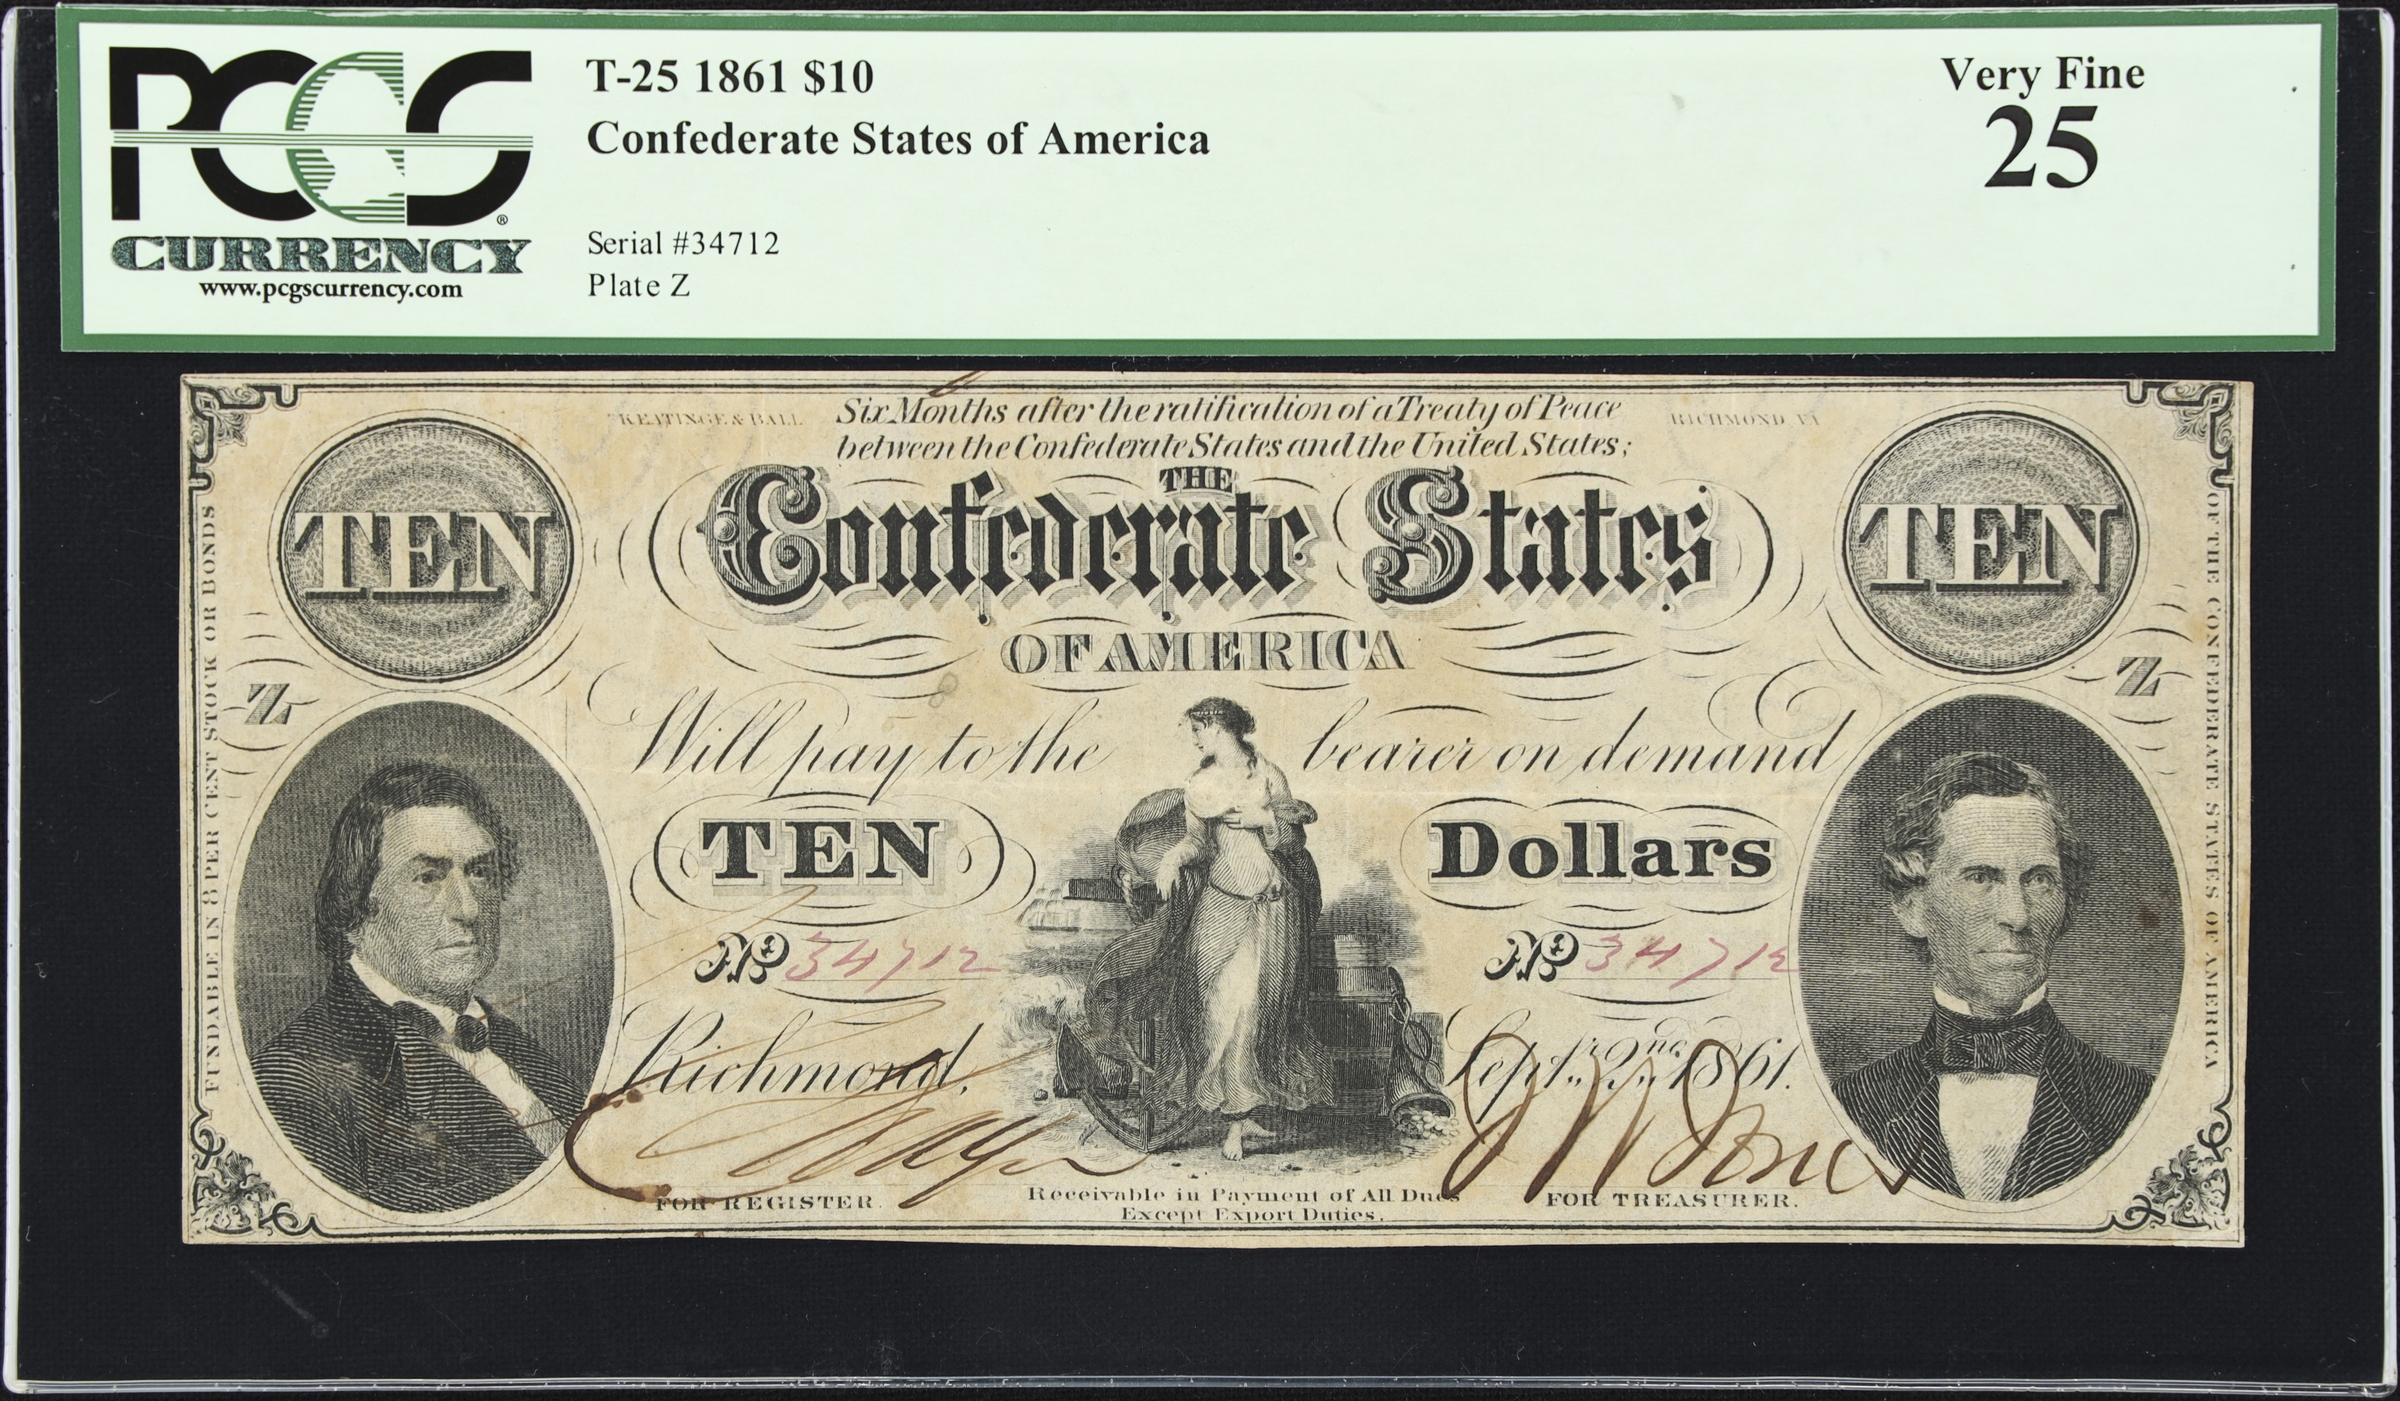 PCGS
CURRENCY
www.pcgscurrency.com
T-25 1861 $10
Confederate States of America
Serial #34712
Plate Z
Very Fine
25
KEATINGE & BALL
RICHMOND VA
Six Months after the ratification of a Treaty of Peace
between the Confederate States and the United States;
THE
Confederate States
OF AMERICA
TEN
TEN
Z
Z
Will pay to the bearer on demand
TEN Dollars
No 34712
No 34712
Richmond, Septr. 2nd 1861.
FOR REGISTER.
Receivable in Payment of All Dues
Except Export Duties.
FOR TREASURER.
FUNDABLE IN 8 PER CENT STOCK OR BONDS
OF THE CONFEDERATE STATES OF AMERICA